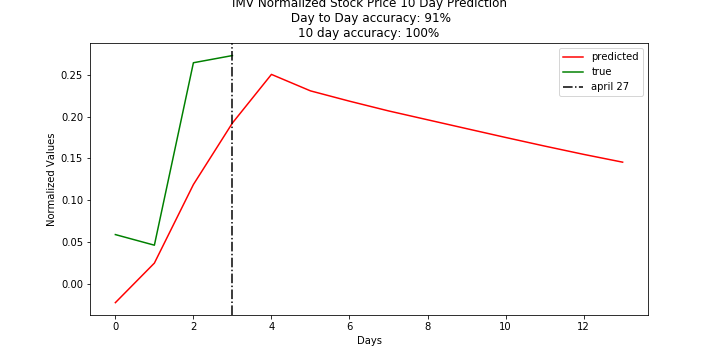 IMV Normalized Stock Price 10 Day Prediction
Day to Day accuracy: 91%
10 day accuracy: 100%
predicted
true
april 27
Normalized Values
0.25
0.20
0.15
0.10
0.05
0.00
0 2 4 6 8 10 12
Days